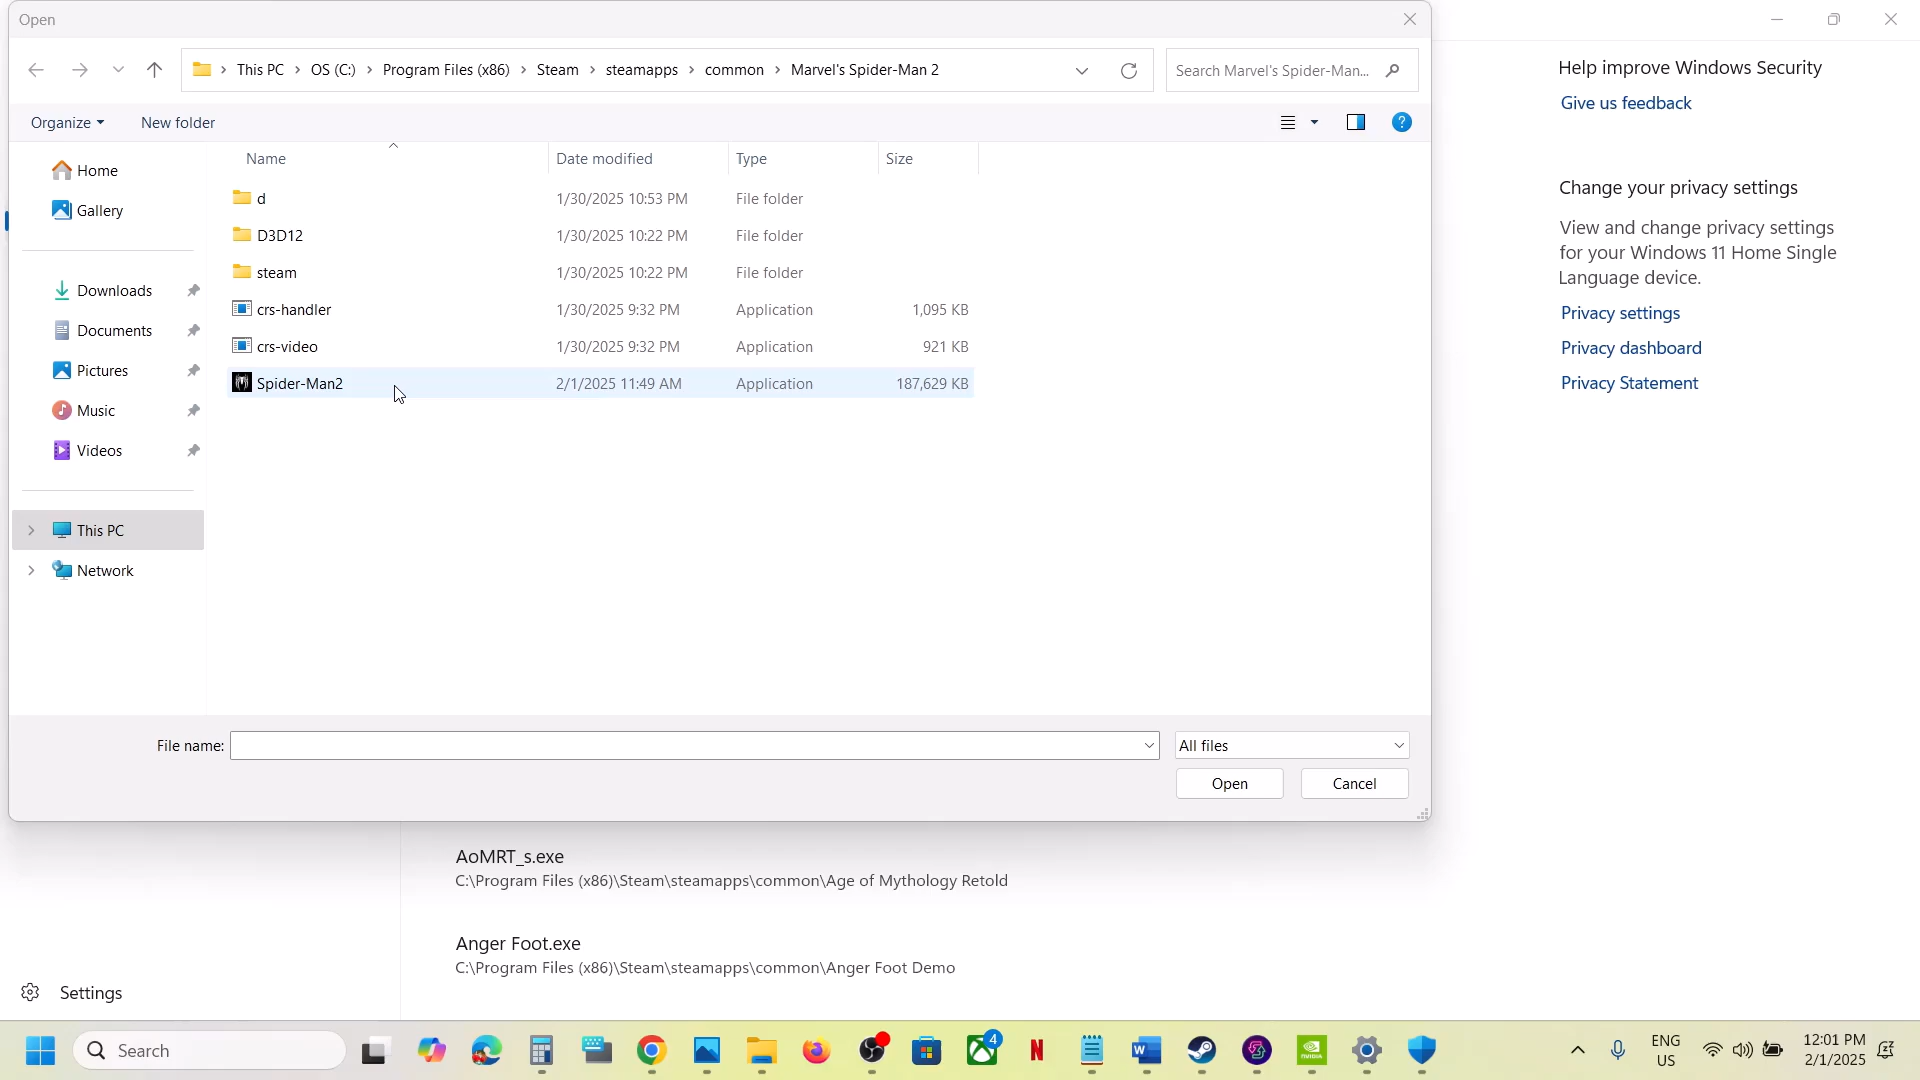 Open
This PC > OS (C:) > Program Files (x86) > Steam > steamapps > common > Marvel's Spider-Man 2
Search Marvel's Spider-Man...
Organize
New folder
Name
Date modified
Type
Size
Home
Gallery
Downloads
Documents
Pictures
Music
Videos
This PC
Network
d 1/30/2025 10:53 PM File folder
D3D12 1/30/2025 10:22 PM File folder
steam 1/30/2025 10:22 PM File folder
crs-handler 1/30/2025 9:32 PM Application 1,095 KB
crs-video 1/30/2025 9:32 PM Application 921 KB
Spider-Man2 2/1/2025 11:49 AM Application 187,629 KB
File name:
All files
Open
Cancel
Help improve Windows Security
Give us feedback
Change your privacy settings
View and change privacy settings
for your Windows 11 Home Single
Language device.
Privacy settings
Privacy dashboard
Privacy Statement
AoMRT_s.exe
C:\Program Files (x86)\Steam\steamapps\common\Age of Mythology Retold
Anger Foot.exe
C:\Program Files (x86)\Steam\steamapps\common\Anger Foot Demo
Settings
Search
4
N
NVIDIA
ENG
US
12:01 PM
2/1/2025